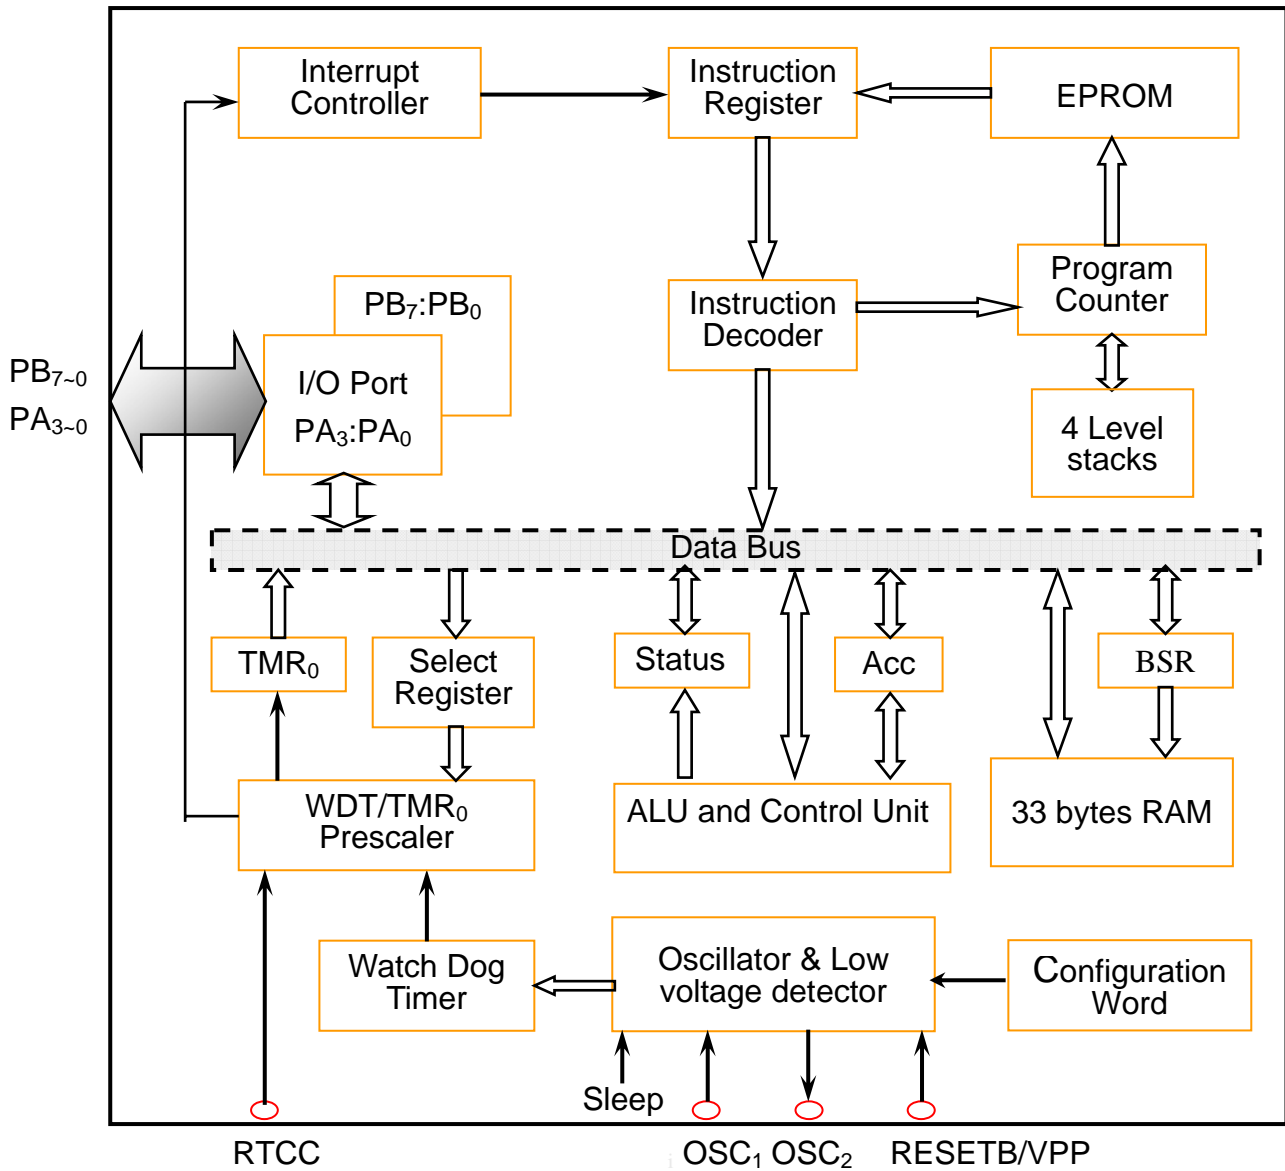 Interrupt
Controller
Instruction
Register
EPROM
PB₇:PB₀
Instruction
Decoder
Program
Counter
PB₇~₀
PA₃~₀
I/O Port
PA₃:PA₀
4 Level
stacks
Data Bus
TMR₀
Select
Register
Status
Acc
BSR
WDT/TMR₀
Prescaler
ALU and Control Unit
33 bytes RAM
Watch Dog
Timer
Oscillator & Low
voltage detector
Configuration
Word
Sleep
RTCC
OSC₁ OSC₂
RESETB/VPP